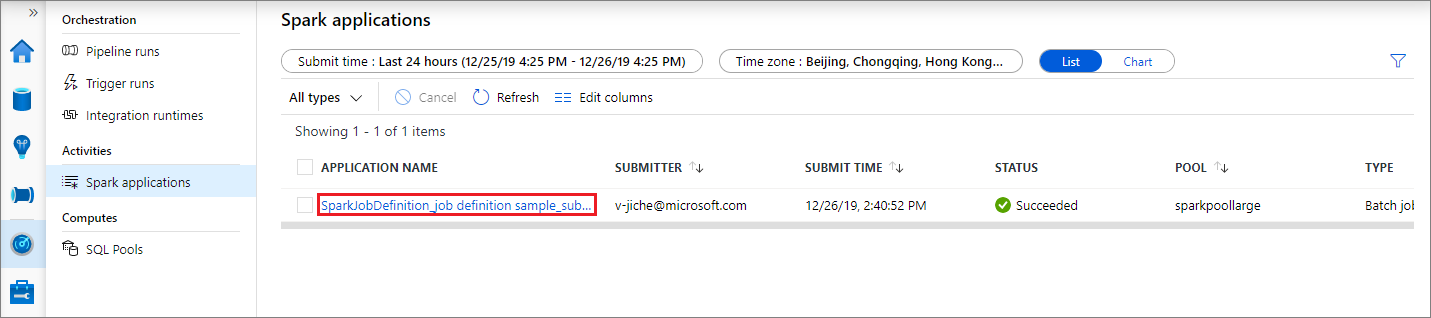 »
Orchestration
Pipeline runs
Trigger runs
Integration runtimes
Activities
Spark applications
Computes
SQL Pools
Spark applications
Submit time : Last 24 hours (12/25/19 4:25 PM - 12/26/19 4:25 PM) Time zone : Beijing, Chongqing, Hong Kong... List Chart
All types Cancel Refresh Edit columns
Showing 1 - 1 of 1 items
APPLICATION NAME SUBMITTER ↑↓ SUBMIT TIME ↑↓ STATUS POOL ↑↓ TYPE
SparkJobDefinition_job definition sample_sub... v-jiche@microsoft.com 12/26/19, 2:40:52 PM Succeeded sparkpoollarge Batch job